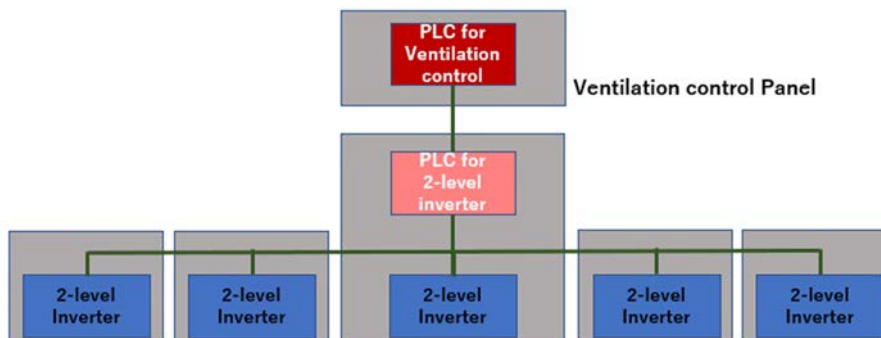 PLC for
Ventilation
control
Ventilation control Panel
PLC for
2-level
inverter
2-level
Inverter
2-level
Inverter
2-level
Inverter
2-level
Inverter
2-level
Inverter